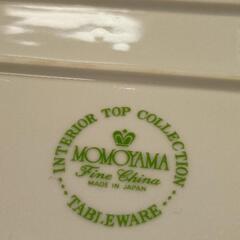 INTERIOR TOP COLLECTION
MOMOYAMA
Fine China
MADE IN JAPAN
TABLEWARE